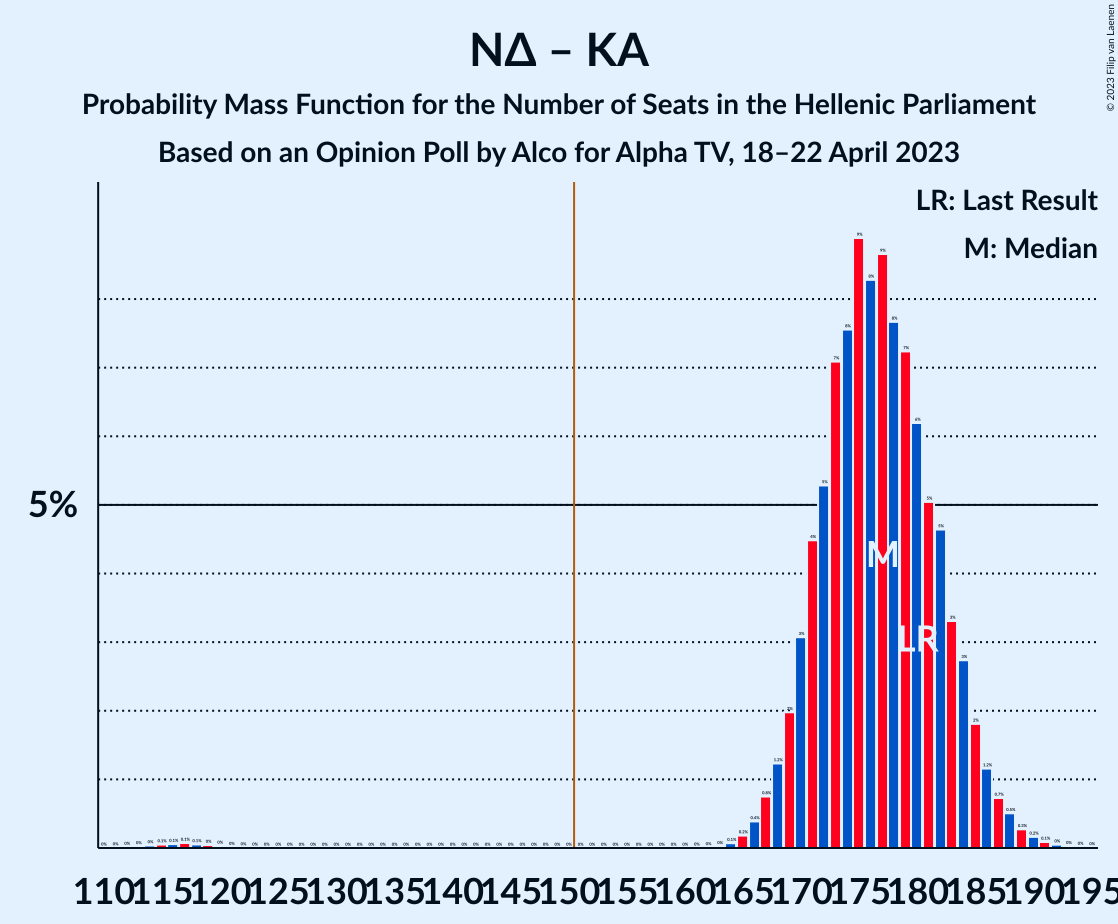 ΝΔ – ΚΑ
Probability Mass Function for the Number of Seats in the Hellenic Parliament
Based on an Opinion Poll by Alco for Alpha TV, 18–22 April 2023
© 2023 Filip van Laenen
LR: Last Result
M: Median
5%
M
LR
110 115 120 125 130 135 140 145 150 155 160 165 170 175 180 185 190 195